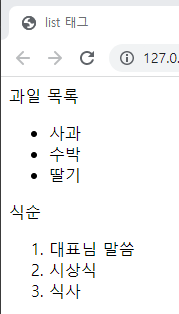 list 태그
127.0.
과일 목록
• 사과
• 수박
• 딸기
식순
1. 대표님 말씀
2. 시상식
3. 식사